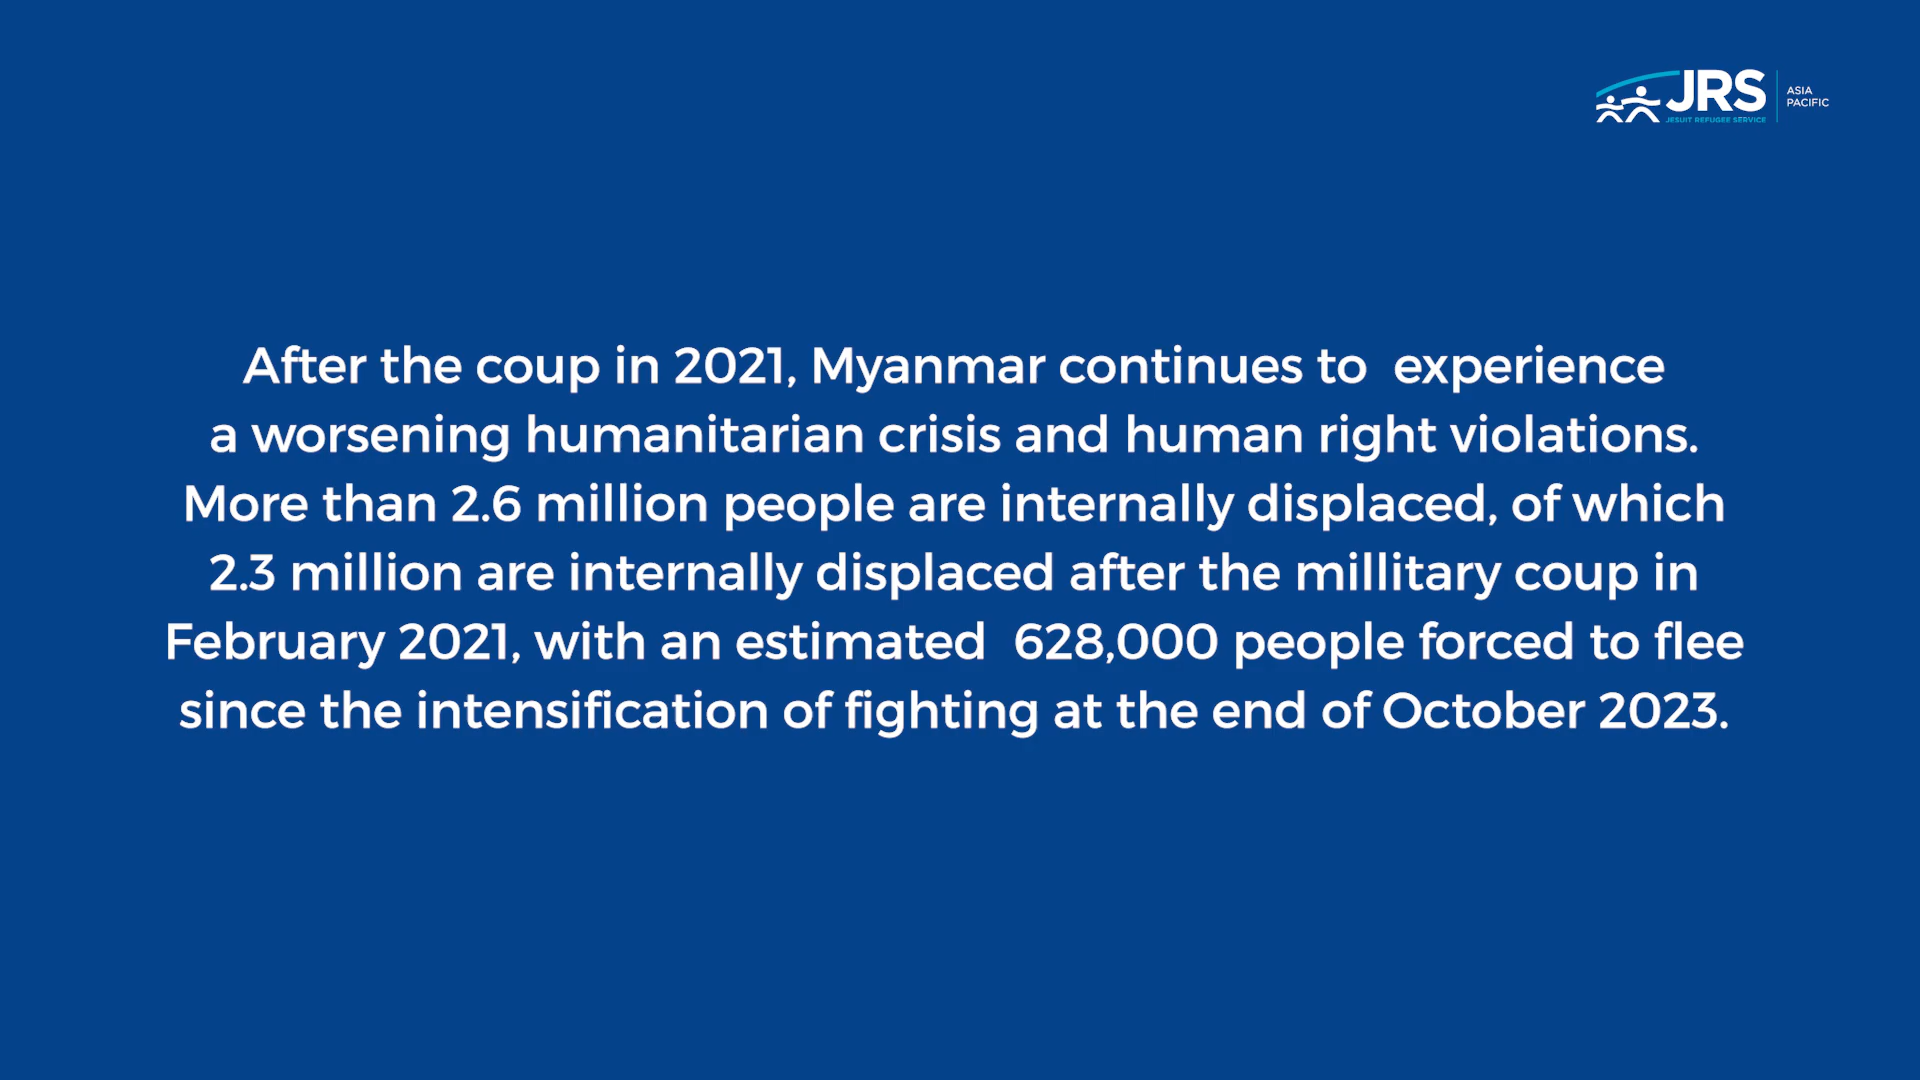 JRS
JESUIT REFUGEE SERVICE
ASIA
PACIFIC
After the coup in 2021, Myanmar continues to  experience
a worsening humanitarian crisis and human right violations.
More than 2.6 million people are internally displaced, of which
2.3 million are internally displaced after the millitary coup in
February 2021, with an estimated  628,000 people forced to flee
since the intensification of fighting at the end of October 2023.